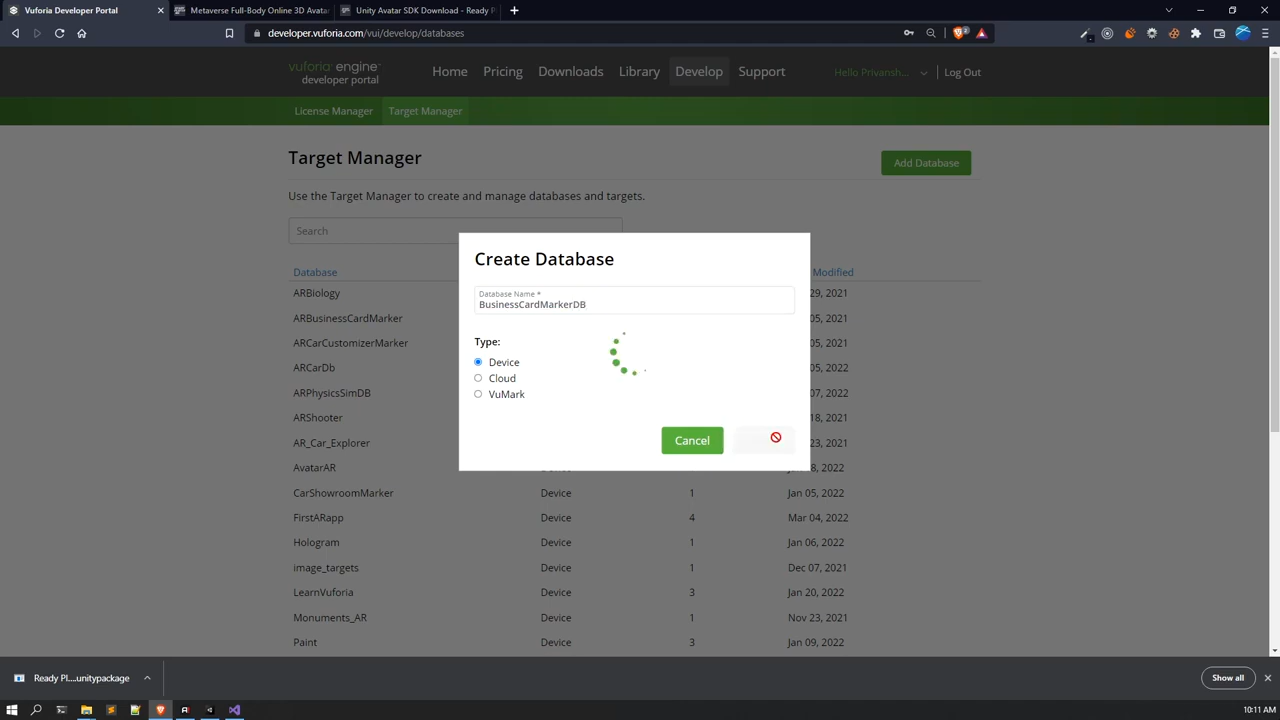 Vuforia Developer Portal
Metaverse Full-Body Online 3D Avata
Unity Avatar SDK Download - Ready P
developer.vuforia.com/vui/develop/databases
vuforia engine
developer portal
Home
Pricing
Downloads
Library
Develop
Support
Hello Privansh...
Log Out
License Manager
Target Manager
Target Manager
Add Database
Use the Target Manager to create and manage databases and targets.
Search
Database
Modified
ARBiology
29, 2021
ARBusinessCardMarker
05, 2021
ARCarCustomizerMarker
05, 2021
ARCarDb
05, 2022
ARPhysicsSimDB
07, 2022
ARShooter
18, 2021
AR_Car_Explorer
23, 2021
AvatarAR
8, 2022
CarShowroomMarker Device 1 Jan 05, 2022
FirstARapp Device 4 Mar 04, 2022
Hologram Device 1 Jan 06, 2022
image_targets Device 1 Dec 07, 2021
LearnVuforia Device 3 Jan 20, 2022
Monuments_AR Device 1 Nov 23, 2021
Paint Device 3 Jan 09, 2022
Create Database
Database Name *
BusinessCardMarkerDB
Type:
Device
Cloud
VuMark
Cancel
Ready Pl....unitypackage
Show all
10:11 AM